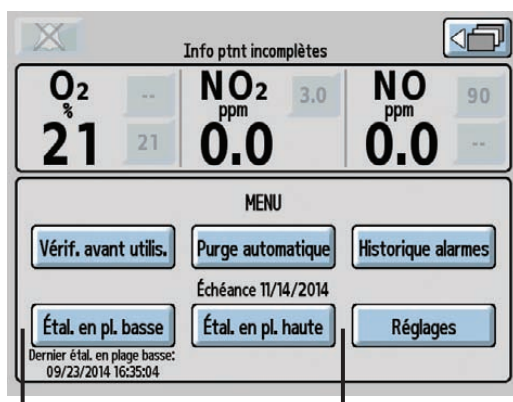 Info ptnt incomplètes
O2 -- NO2 3.0 NO 90
% ppm ppm
21 21 0.0 0.0 --
MENU
Vérif. avant utilis. Purge automatique Historique alarmes
Échéance 11/14/2014
Étal. en pl. basse Étal. en pl. haute Réglages
Dernier étal. en plage basse:
09/23/2014 16:35:04